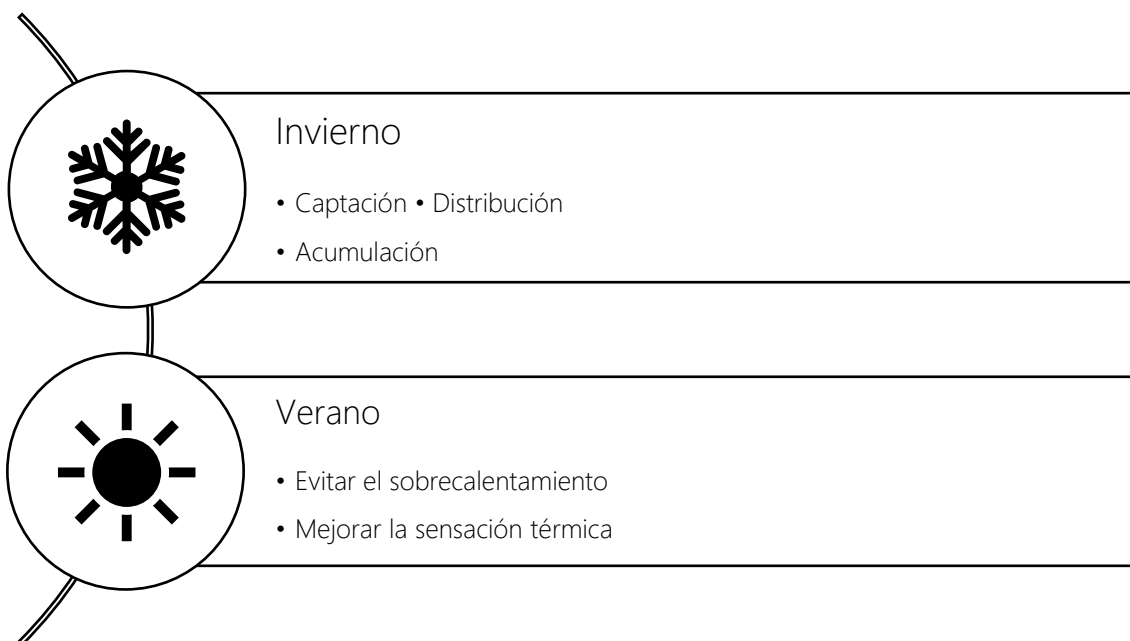 Invierno
• Captación • Distribución
• Acumulación
Verano
• Evitar el sobrecalentamiento
• Mejorar la sensación térmica